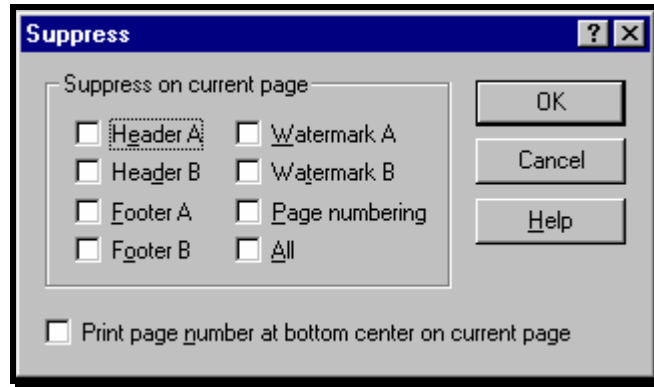 Suppress
Suppress on current page
Header A
Header B
Footer A
Footer B
Watermark A
Watermark B
Page numbering
All
OK
Cancel
Help
Print page number at bottom center on current page